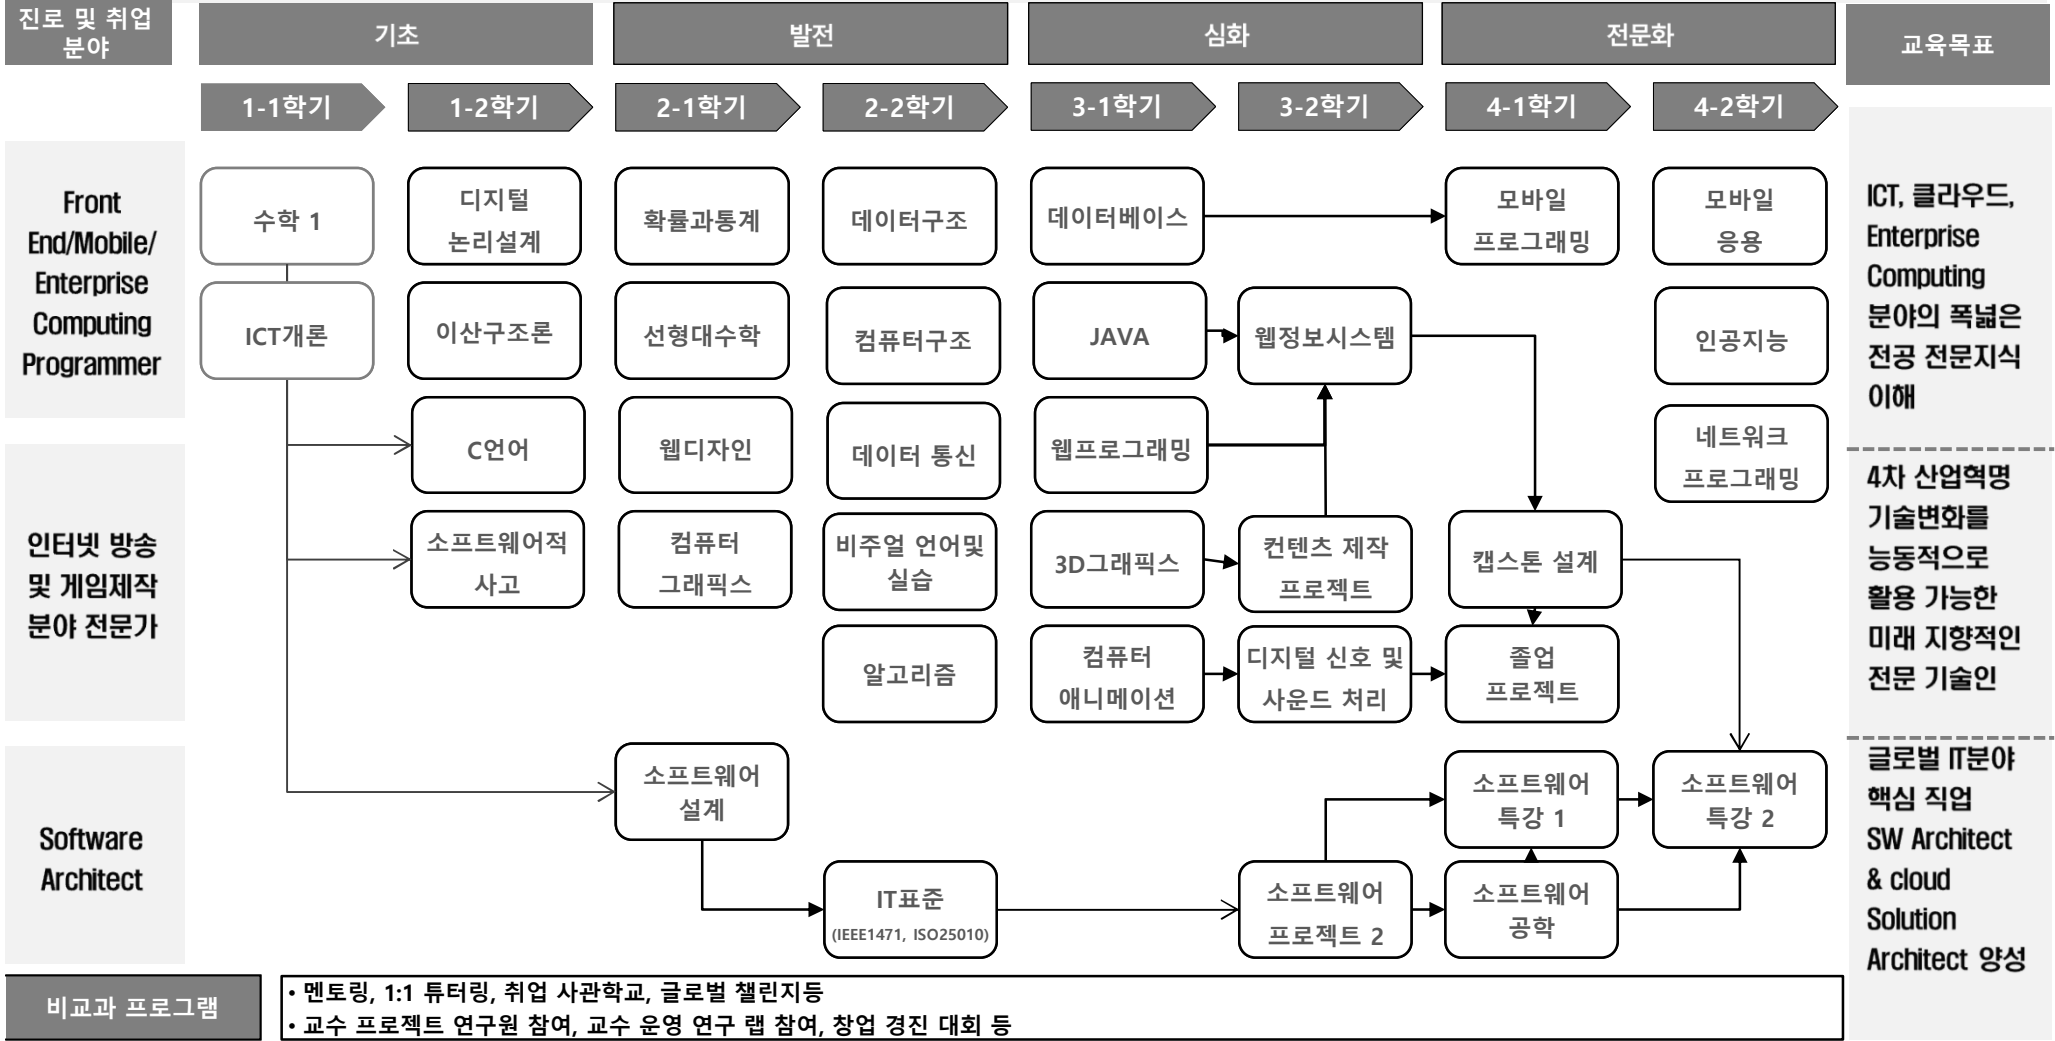 진로 및 취업
분야
기초
발전
심화
전문화
교육목표
1-1학기
1-2학기
2-1학기
2-2학기
3-1학기
3-2학기
4-1학기
4-2학기
Front
End/Mobile/
Enterprise
Computing
Programmer
수학 1
디지털
논리설계
확률과통계
데이터구조
데이터베이스
모바일
프로그래밍
모바일
응용
ICT개론
이산구조론
선형대수학
컴퓨터구조
JAVA
웹정보시스템
인공지능
C언어
웹디자인
데이터 통신
웹프로그래밍
네트워크
프로그래밍
ICT, 클라우드,
Enterprise
Computing
분야의 폭넓은
전공 전문지식
이해
인터넷 방송
및 게임제작
분야 전문가
소프트웨어적
사고
컴퓨터
그래픽스
비주얼 언어및
실습
3D그래픽스
컨텐츠 제작
프로젝트
캡스톤 설계
알고리즘
컴퓨터
애니메이션
디지털 신호 및
사운드 처리
졸업
프로젝트
4차 산업혁명
기술변화를
능동적으로
활용 가능한
미래 지향적인
전문 기술인
Software
Architect
소프트웨어
설계
소프트웨어
특강 1
소프트웨어
특강 2
IT표준
(IEEE1471, ISO25010)
소프트웨어
프로젝트 2
소프트웨어
공학
글로벌 IT분야
핵심 직업
SW Architect
& cloud
Solution
Architect 양성
비교과 프로그램
• 멘토링, 1:1 튜터링, 취업 사관학교, 글로벌 챌린지등
• 교수 프로젝트 연구원 참여, 교수 운영 연구 랩 참여, 창업 경진 대회 등